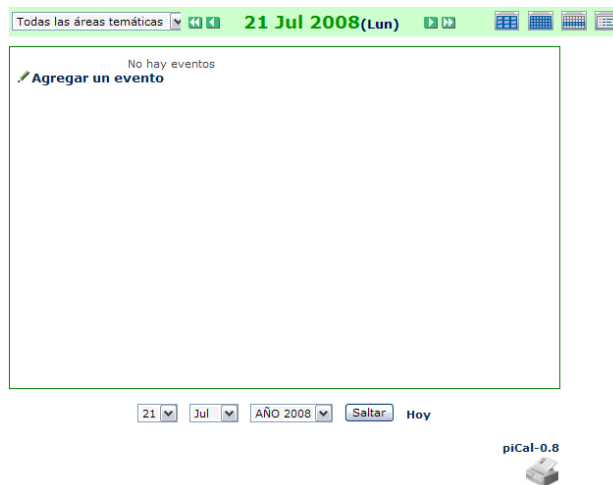 Todas las áreas temáticas 21 Jul 2008(Lun)
No hay eventos
Agregar un evento
21 Jul AÑO 2008 Saltar Hoy
piCal-0.8